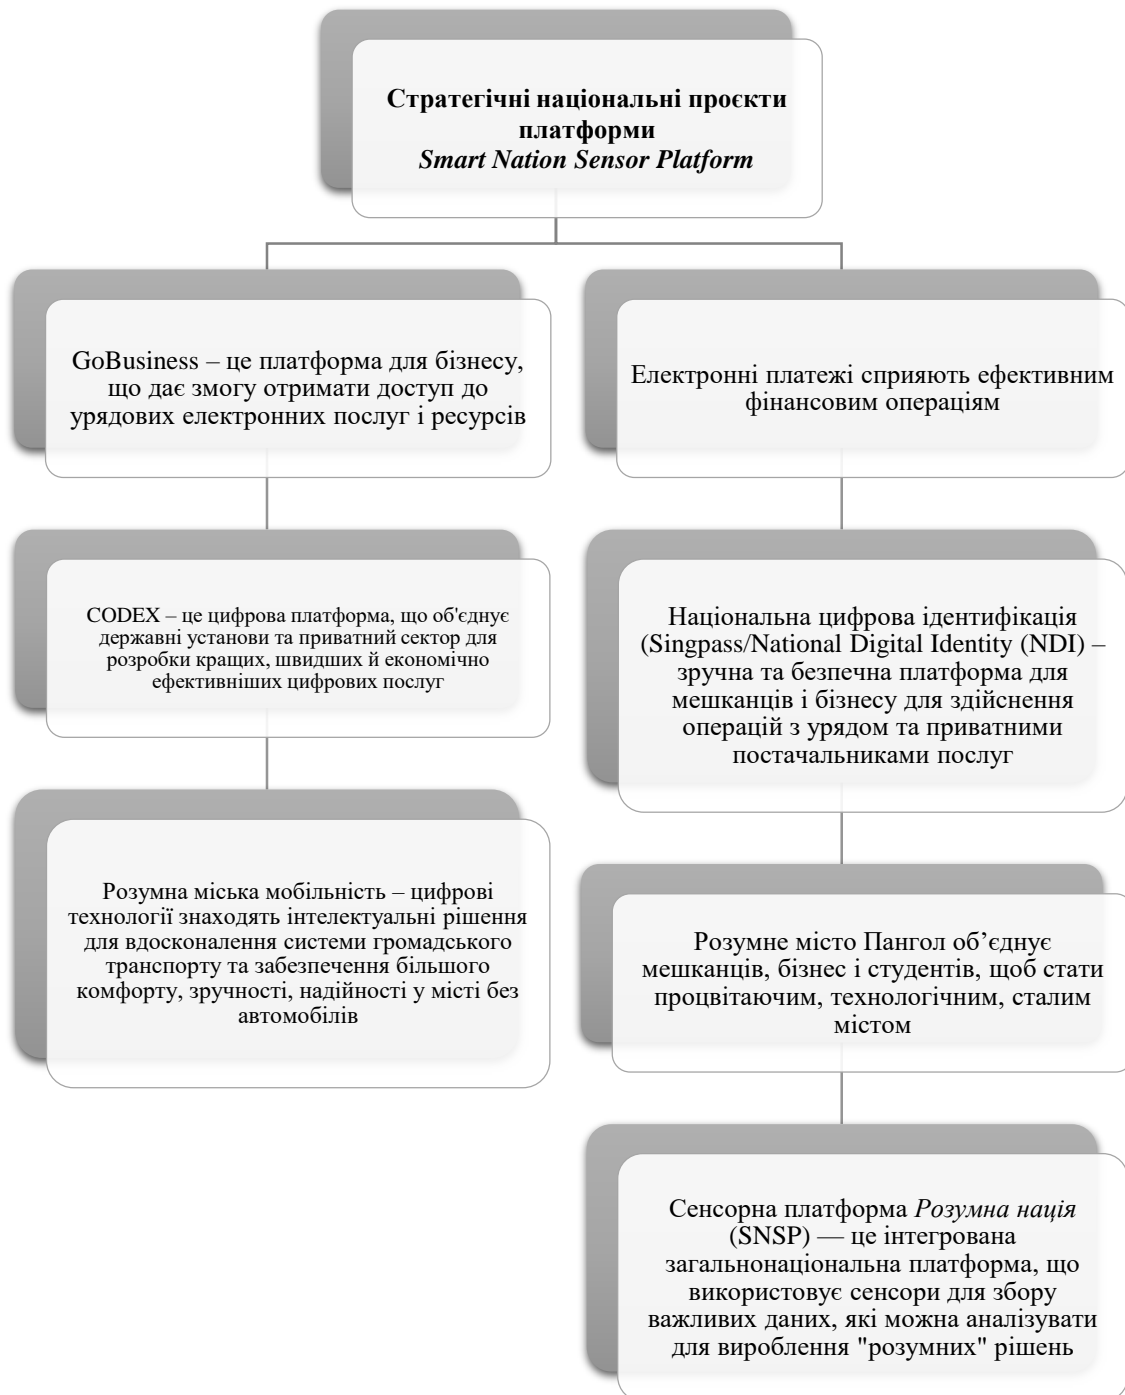 Стратегічні національні проєкти
платформи
Smart Nation Sensor Platform
GoBusiness – це платформа для бізнесу,
що дає змогу отримати доступ до
урядових електронних послуг і ресурсів
CODEX – це цифрова платформа, що об'єднує
державні установи та приватний сектор для
розробки кращих, швидших й економічно
ефективніших цифрових послуг
Розумна міська мобільність – цифрові
технології знаходять інтелектуальні рішення
для вдосконалення системи громадського
транспорту та забезпечення більшого
комфорту, зручності, надійності у місті без
автомобілів
Електронні платежі сприяють ефективним
фінансовим операціям
Національна цифрова ідентифікація
(Singpass/National Digital Identity (NDI) –
зручна та безпечна платформа для
мешканців і бізнесу для здійснення
операцій з урядом та приватними
постачальниками послуг
Розумне місто Пангол об’єднує
мешканців, бізнес і студентів, щоб стати
процвітаючим, технологічним, сталим
містом
Сенсорна платформа Розумна нація
(SNSP) — це інтегрована
загальнонаціональна платформа, що
використовує сенсори для збору
важливих даних, які можна аналізувати
для вироблення "розумних" рішень